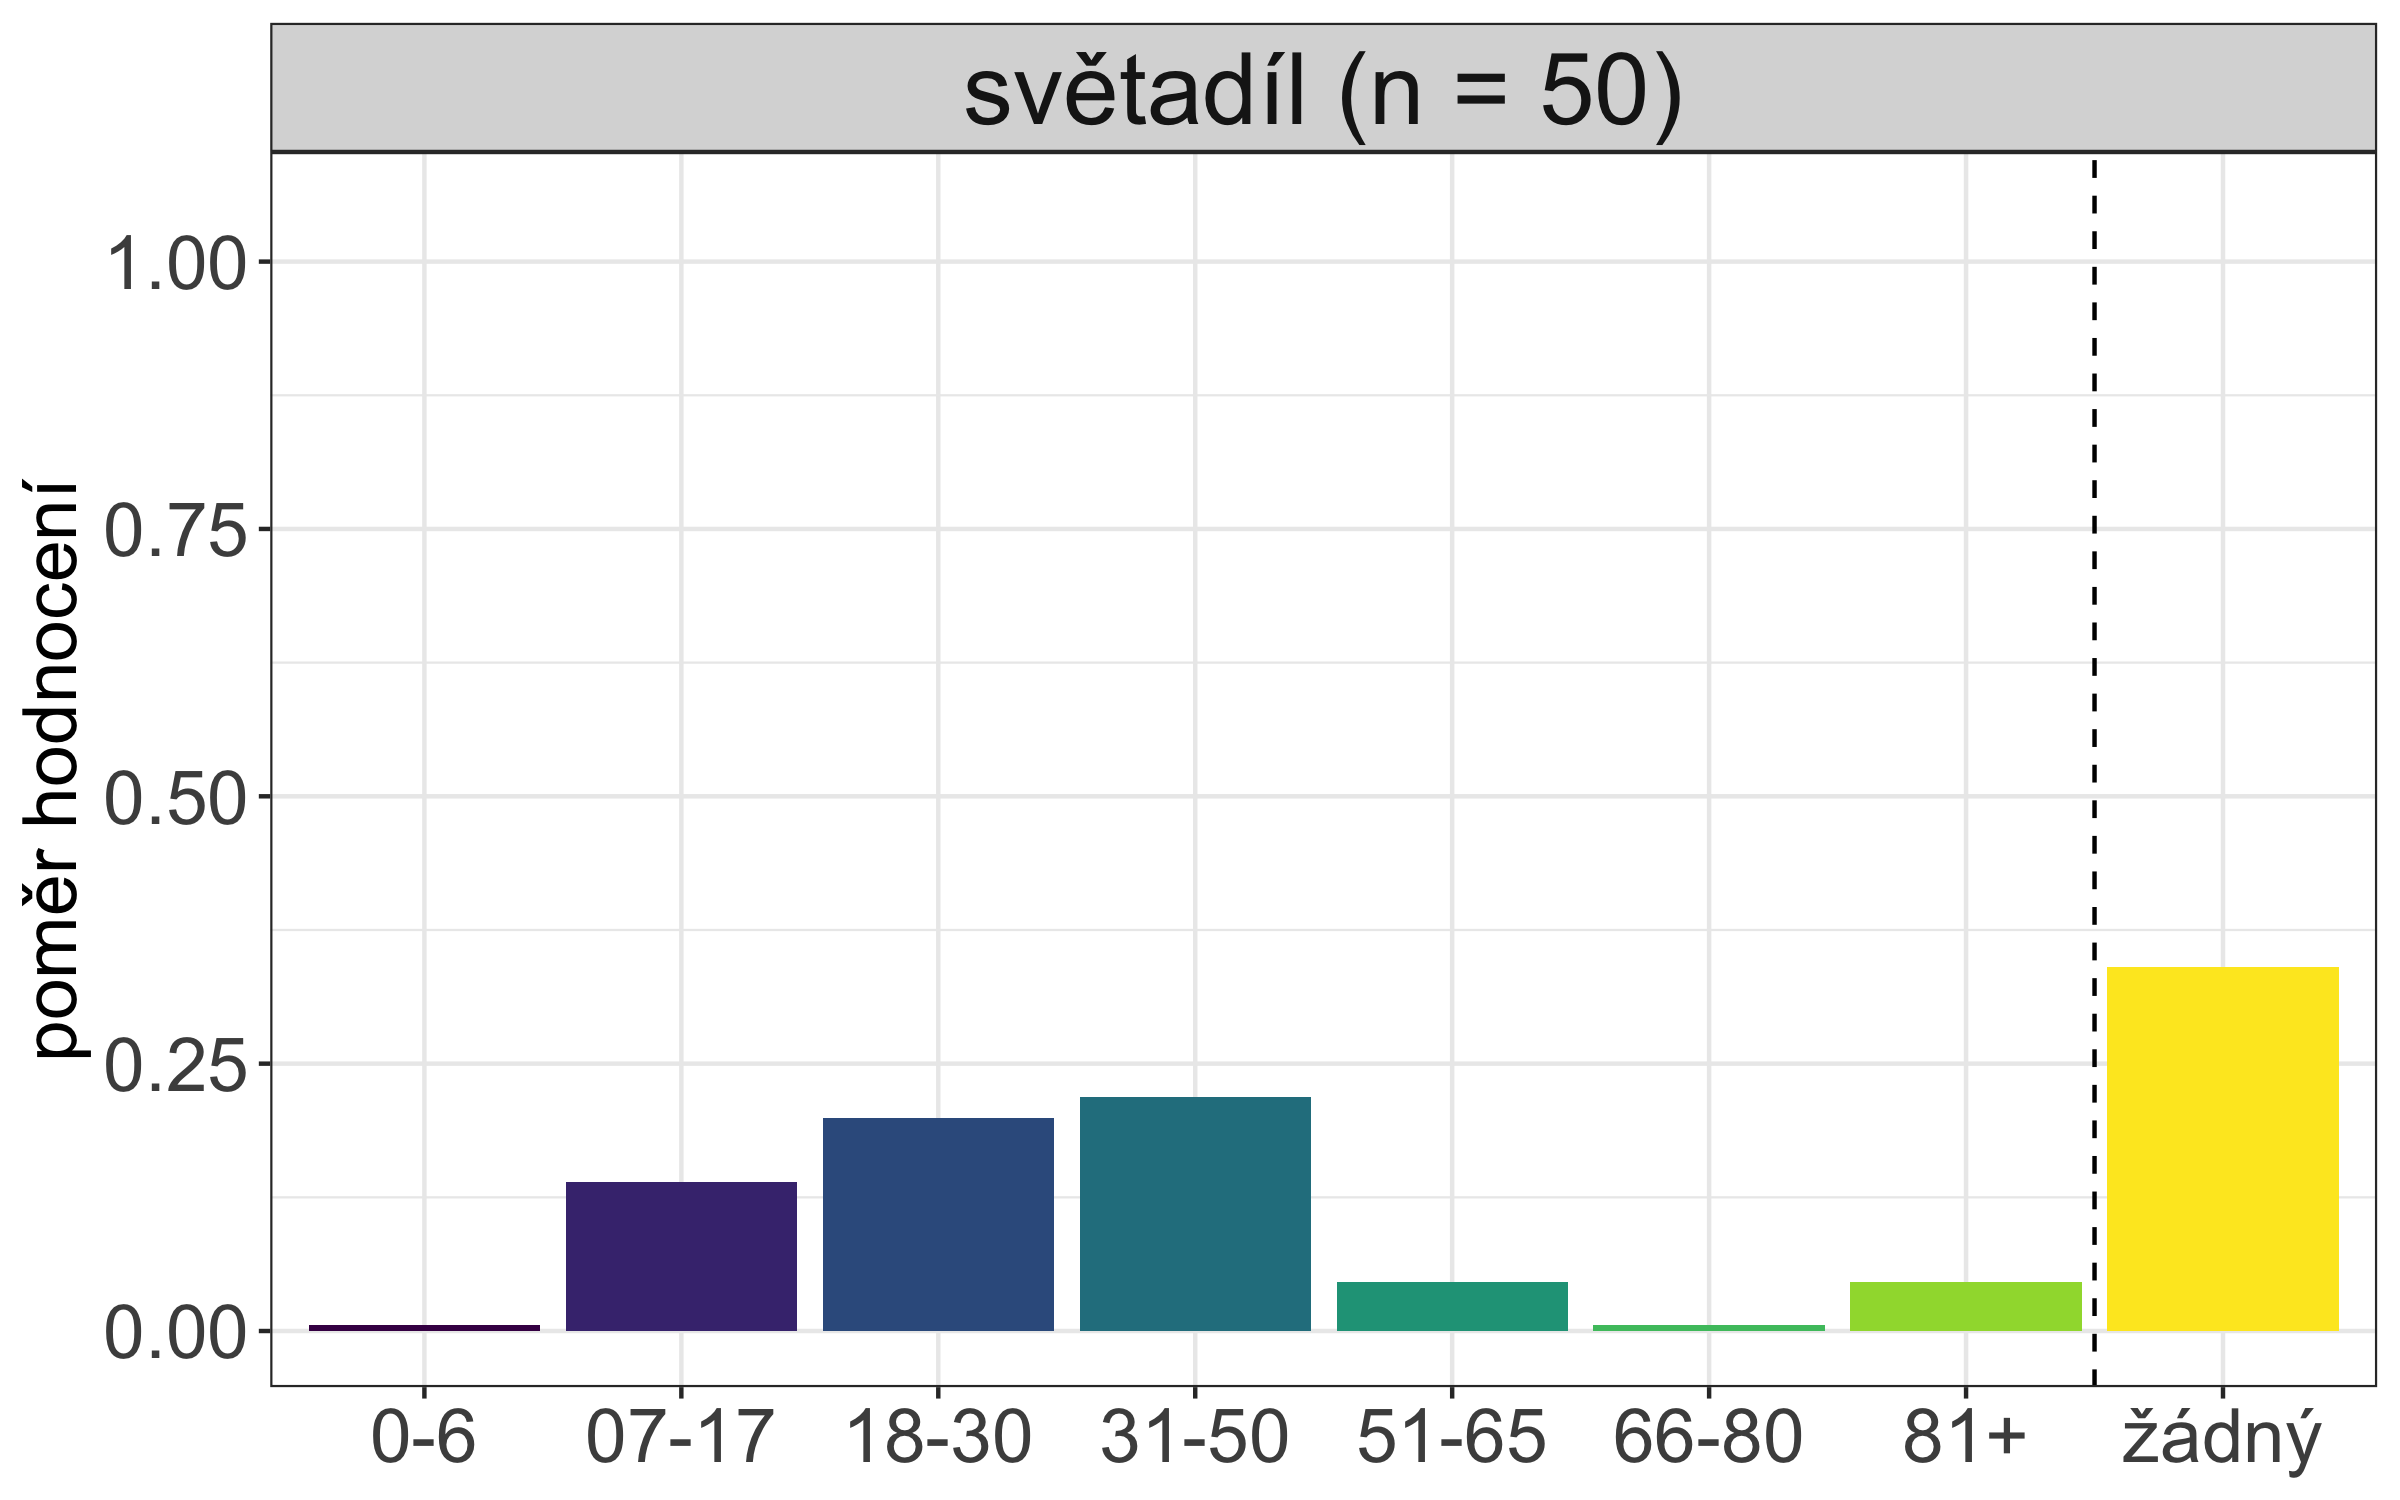 světadíl (n = 50)
poměr hodnocení
1.00
0.75
0.50
0.25
0.00
0-6 07-17 18-30 31-50 51-65 66-80 81+ žádný